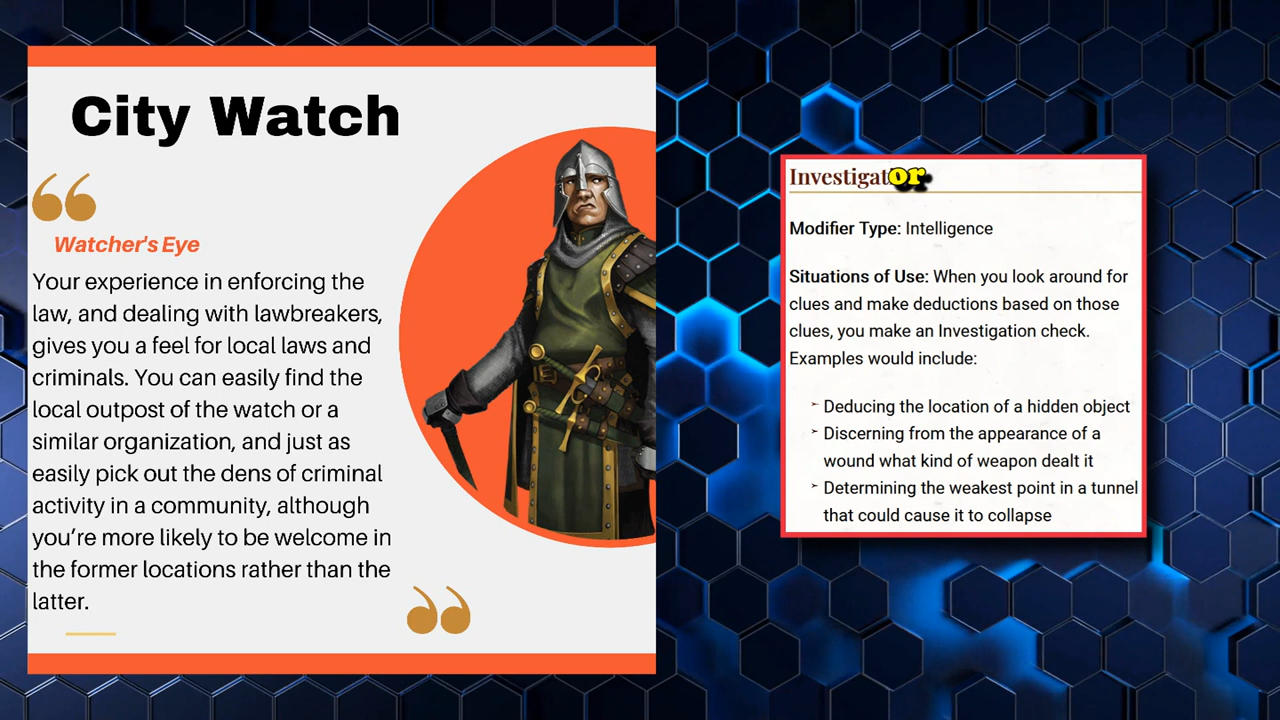 City Watch
“
Watcher's Eye
Your experience in enforcing the
law, and dealing with lawbreakers,
gives you a feel for local laws and
criminals. You can easily find the
local outpost of the watch or a
similar organization, and just as
easily pick out the dens of criminal
activity in a community, although
you’re more likely to be welcome in
the former locations rather than the
latter.
”
Investigator
Modifier Type: Intelligence
Situations of Use: When you look around for
clues and make deductions based on those
clues, you make an Investigation check.
Examples would include:
➢ Deducing the location of a hidden object
➢ Discerning from the appearance of a
wound what kind of weapon dealt it
➢ Determining the weakest point in a tunnel
that could cause it to collapse